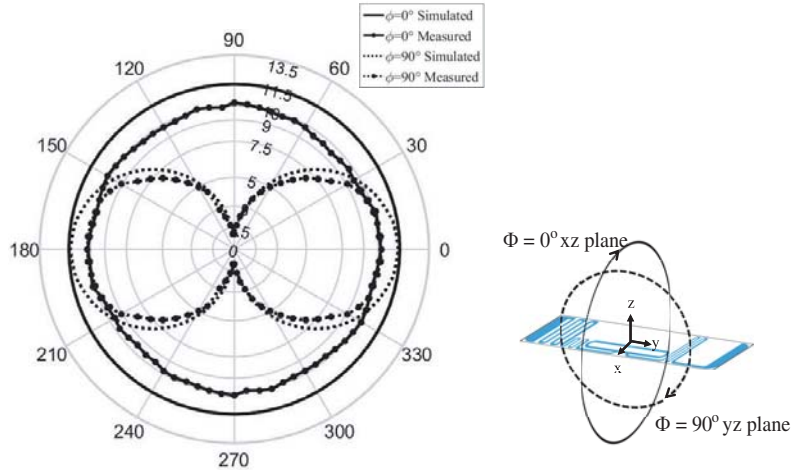 ϕ=0° Simulated
ϕ=0° Measured
ϕ=90° Simulated
ϕ=90° Measured
90
120
60
13.5
11.5
10
9
7.5
150
30
5
5
180
0
0
210
330
240
300
270
Φ = 0° xz plane
z
y
x
Φ = 90° yz plane